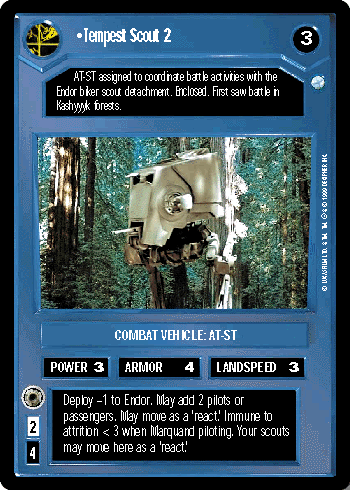 •Tempest Scout 2
3
AT-ST assigned to coordinate battle activities with the
Endor biker scout detachment. Enclosed. First saw battle in
Kashyyyk forests.
COMBAT VEHICLE: AT-ST
POWER 3 ARMOR 4 LANDSPEED 3
Deploy -1 to Endor. May add 2 pilots or
passengers. May move as a 'react.' Immune to
attrition < 3 when Marquand piloting. Your scouts
may move here as a 'react.'
2
4